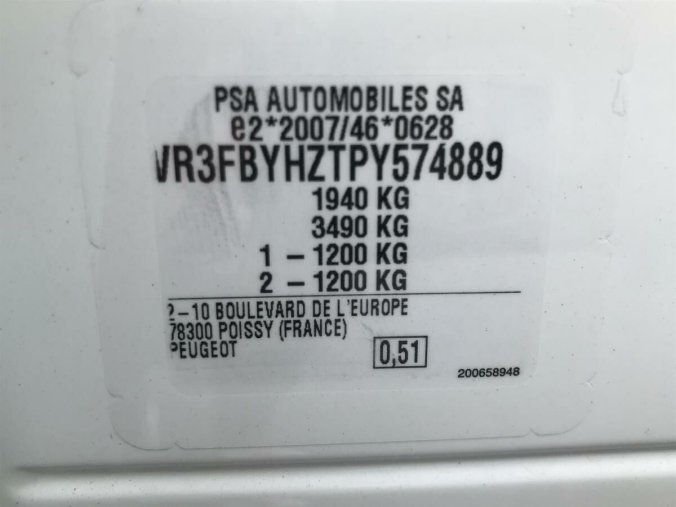 PSA AUTOMOBILES SA
e2*2007/46*0628
VR3FBYHZTPY574889
1940 KG
3490 KG
1 – 1200 KG
2 – 1200 KG
2–10 BOULEVARD DE L'EUROPE
78300 POISSY (FRANCE)
PEUGEOT
0,51
200658948